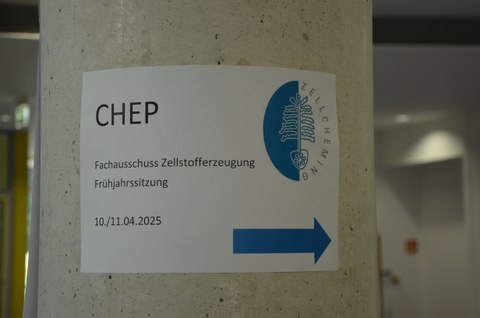 CHEP
ZELLCHEMING
Fachausschuss Zellstofferzeugung
Frühjahrssitzung
10./11.04.2025